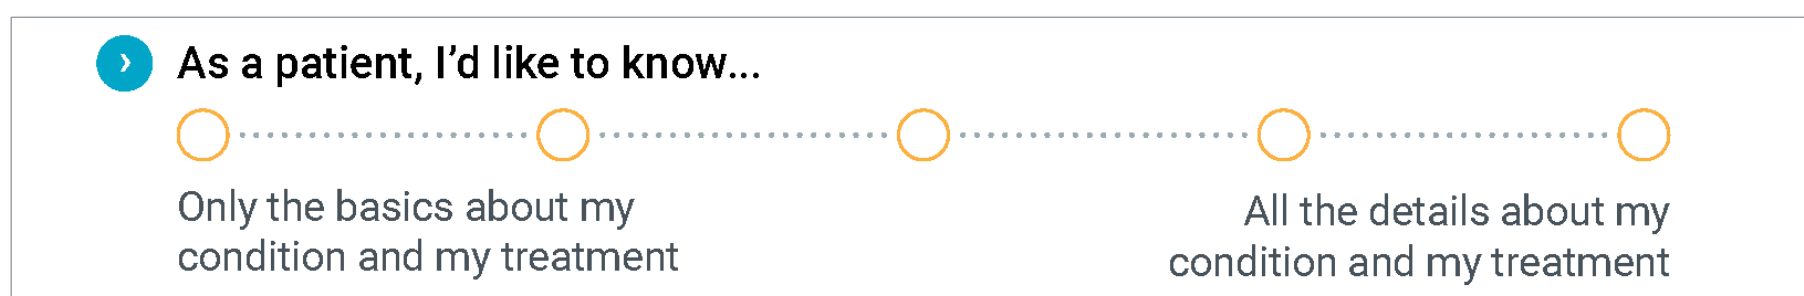 As a patient, I’d like to know...
Only the basics about my
condition and my treatment
All the details about my
condition and my treatment